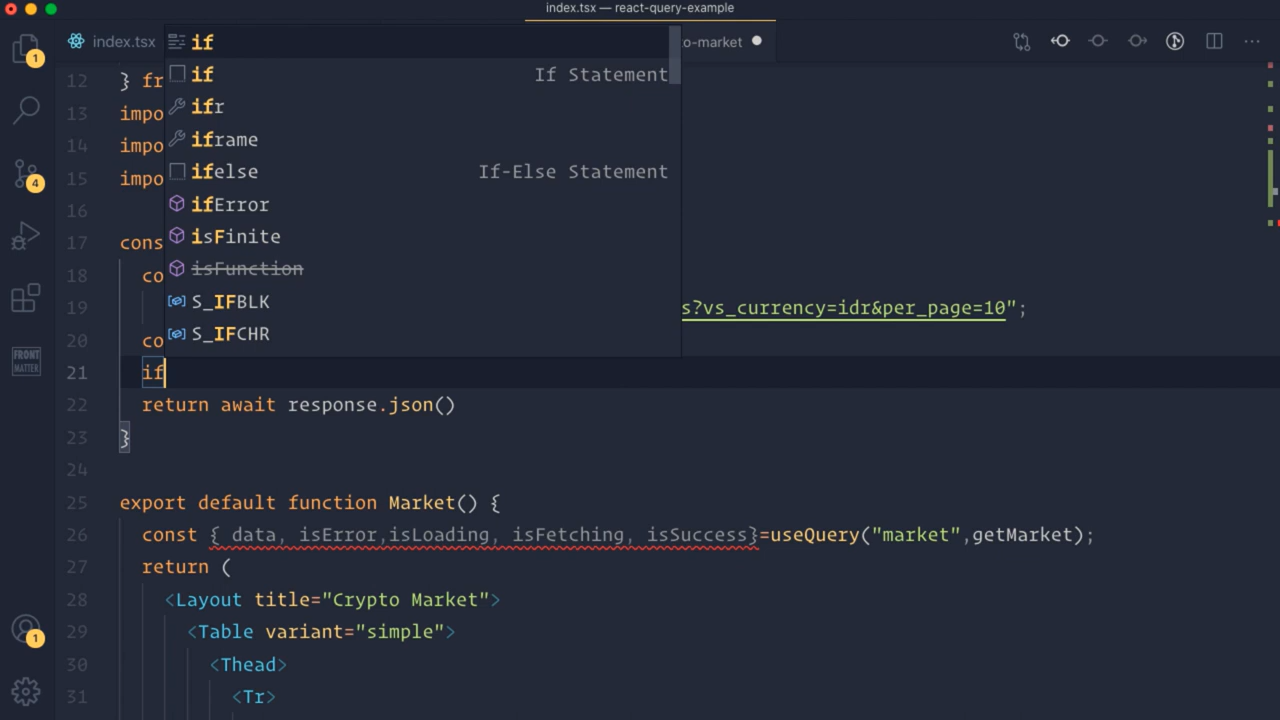 index.tsx — react-query-example
index.tsx
o-market
if
if If Statement
ifr
iframe
ifelse If-Else Statement
ifError
isFinite
isFunction
S_IFBLK
S_IFCHR
1
4
FRONT
MATTER
1
12 } fr
13 impo
14 impo
15 impo
16
17 cons
18 co
19 s?vs_currency=idr&per_page=10";
20 co
21 if
22 return await response.json()
23 }
24
25 export default function Market() {
26 const { data, isError,isLoading, isFetching, isSuccess}=useQuery("market",getMarket);
27 return (
28 <Layout title="Crypto Market">
29 <Table variant="simple">
30 <Thead>
31 <Tr>